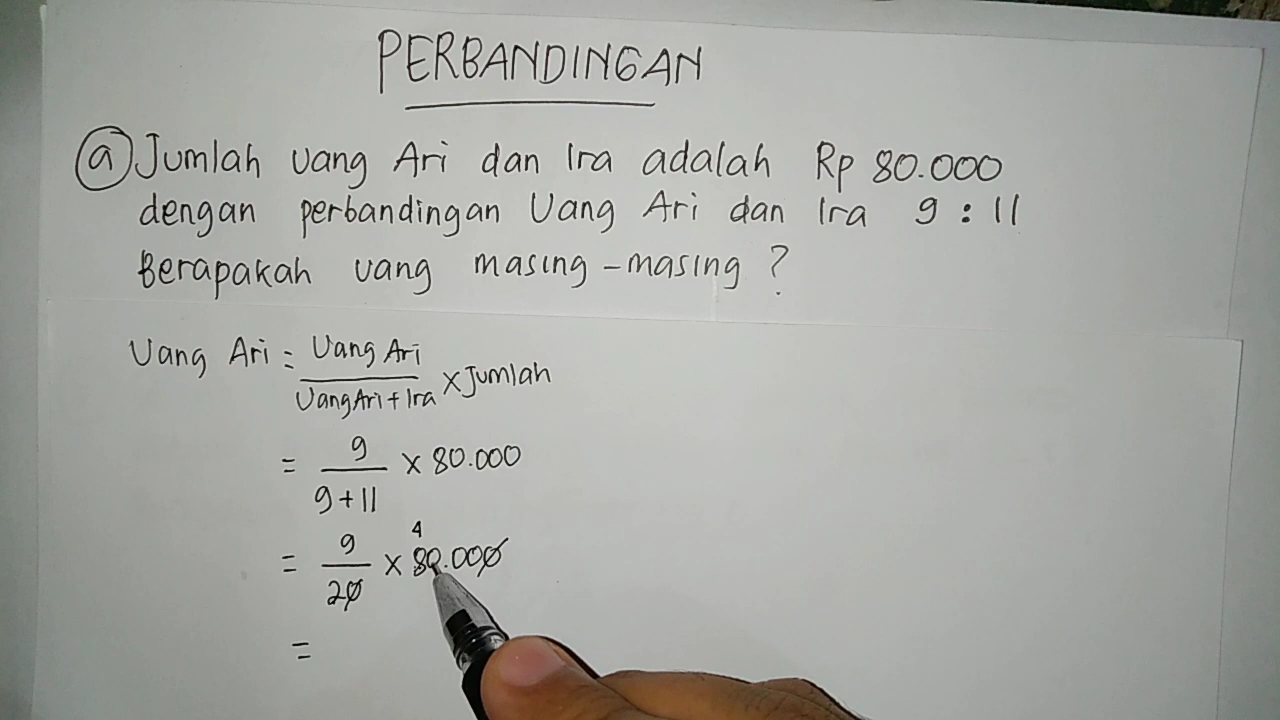 PERBANDINGAN
a Jumlah uang Ari dan Ira adalah Rp 80.000
dengan perbandingan Uang Ari dan Ira 9 : 11
Berapakah uang masing-masing ?
Uang Ari = Uang Ari
Uang Ari + Ira × Jumlah
= 9
9+11 × 80.000
4
= 9
20 × 80.000
=